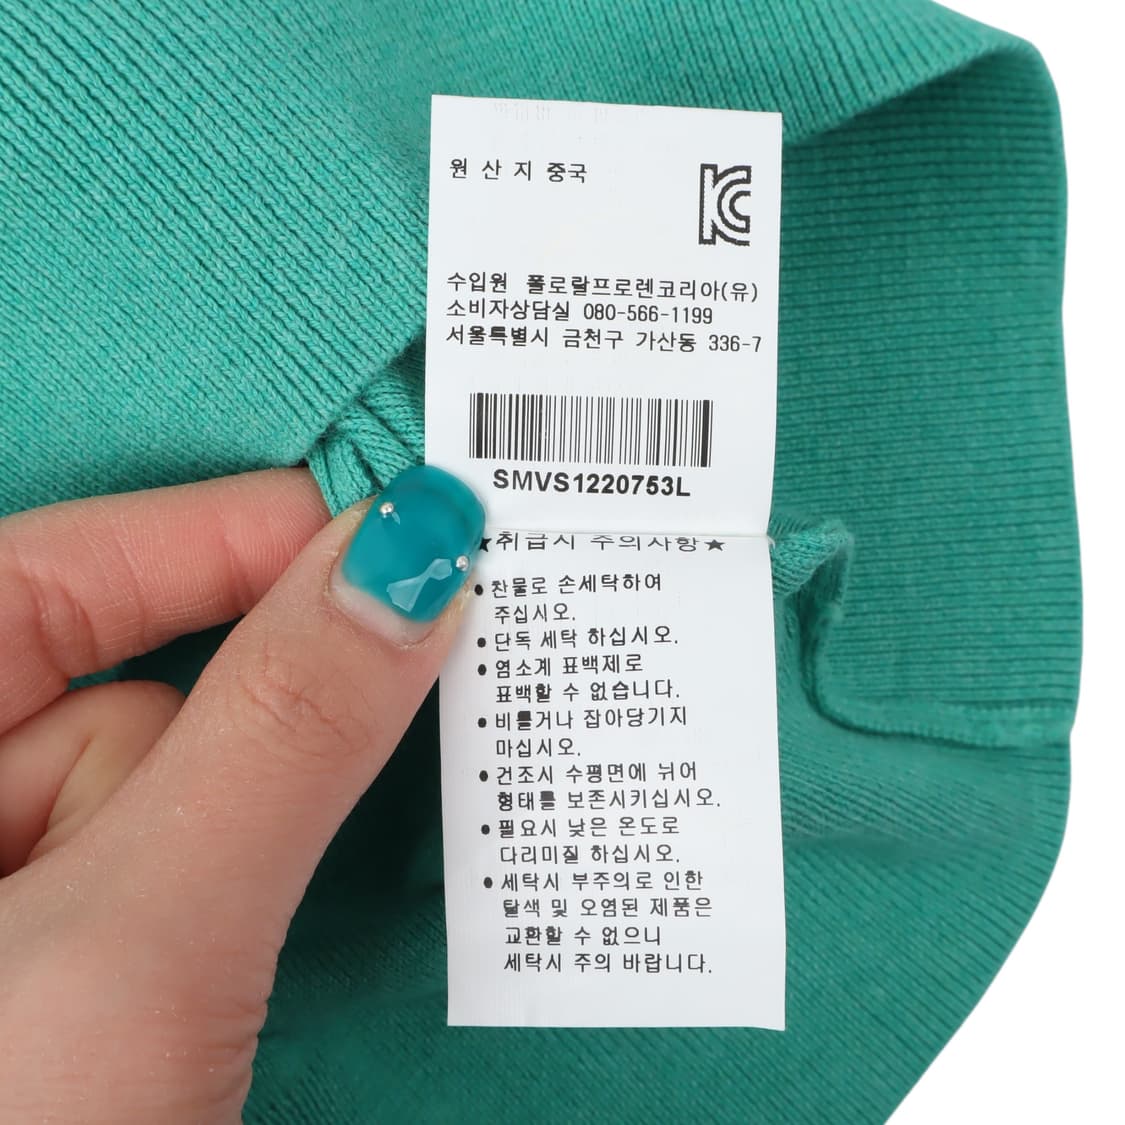 원 산 지 중국
KC
수입원 폴로랄프로렌코리아(유)
소비자상담실 080-566-1199
서울특별시 금천구 가산동 336-7
SMVS1220753L
★취급시 주의사항★
• 찬물로 손세탁하여
주십시오.
• 단독 세탁 하십시오.
• 염소계 표백제로
표백할 수 없습니다.
• 비틀거나 잡아당기지
마십시오.
• 건조시 수평면에 뉘어
형태를 보존시키십시오.
• 필요시 낮은 온도로
다리미질 하십시오.
• 세탁시 부주의로 인한
탈색 및 오염된 제품은
교환할 수 없으니
세탁시 주의 바랍니다.